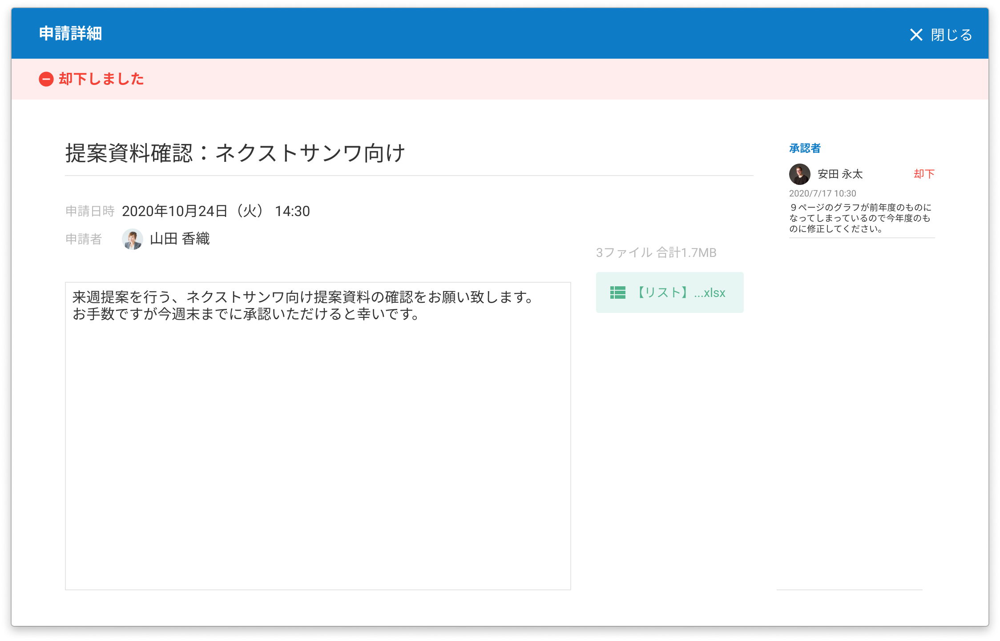 申請詳細
閉じる
却下しました
提案資料確認：ネクストサンワ向け
申請日時 2020年10月24日（火） 14:30
申請者 山田 香織
来週提案を行う、ネクストサンワ向け提案資料の確認をお願い致します。
お手数ですが今週末までに承認いただけると幸いです。
3ファイル 合計1.7MB
【リスト】...xlsx
承認者
安田 永太 却下
2020/7/17 10:30
９ページのグラフが前年度のものに
なってしまっているので今年度のも
のに修正してください。